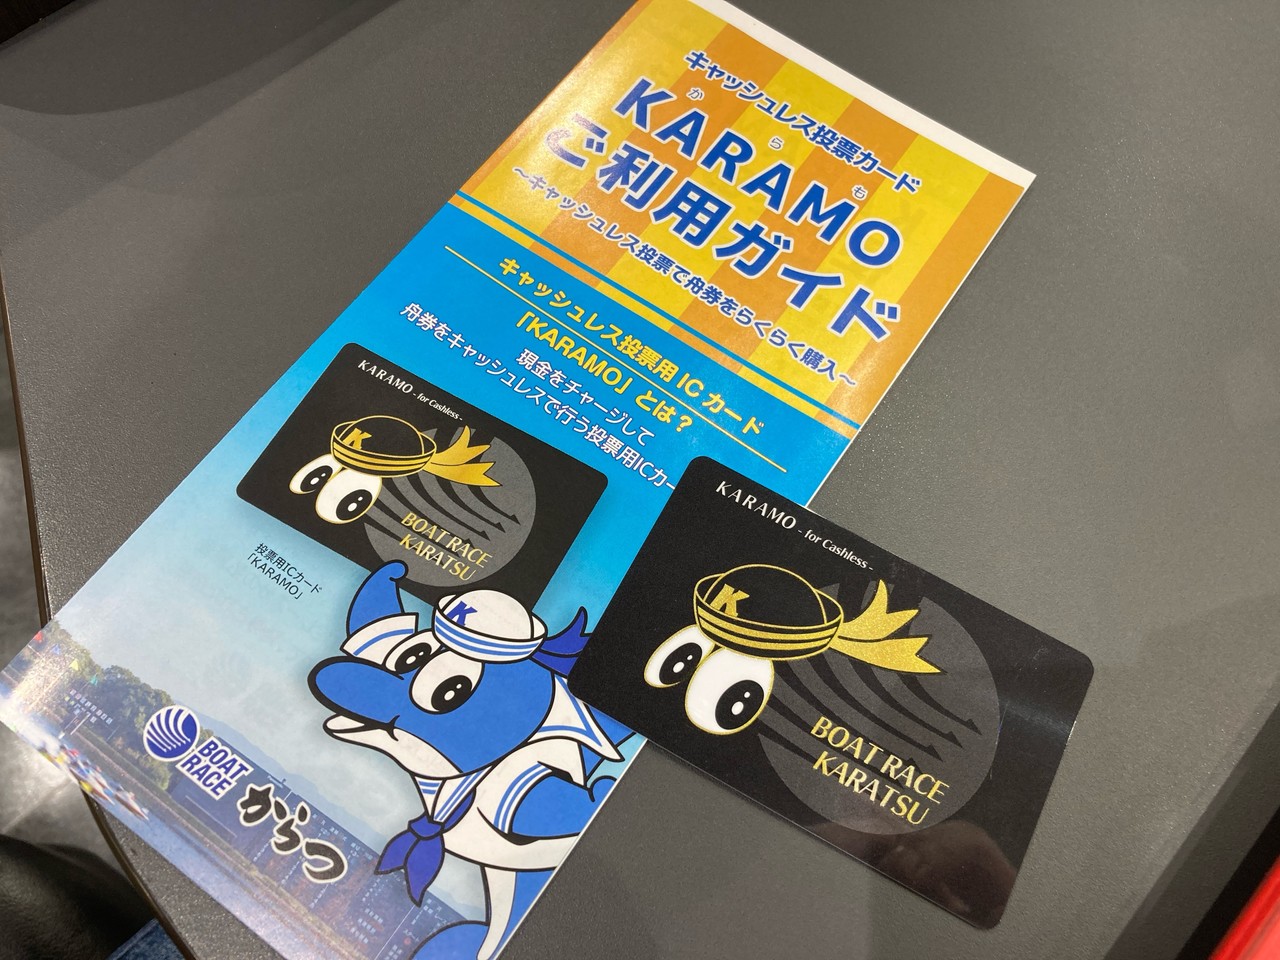 キャッシュレス投票カード
か ら も
KARAMO
ご利用ガイド
～キャッシュレス投票で舟券をらくらく購入～
キャッシュレス投票用ICカード
「KARAMO」とは？
現金をチャージして
舟券をキャッシュレスで行う投票用ICカー
KARAMO - for Cashless -
K
BOAT RACE
KARATSU
投票用ICカード
「KARAMO」
K
BOAT
RACE
からつ
KARAMO - for Cashless -
K
BOAT RACE
KARATSU